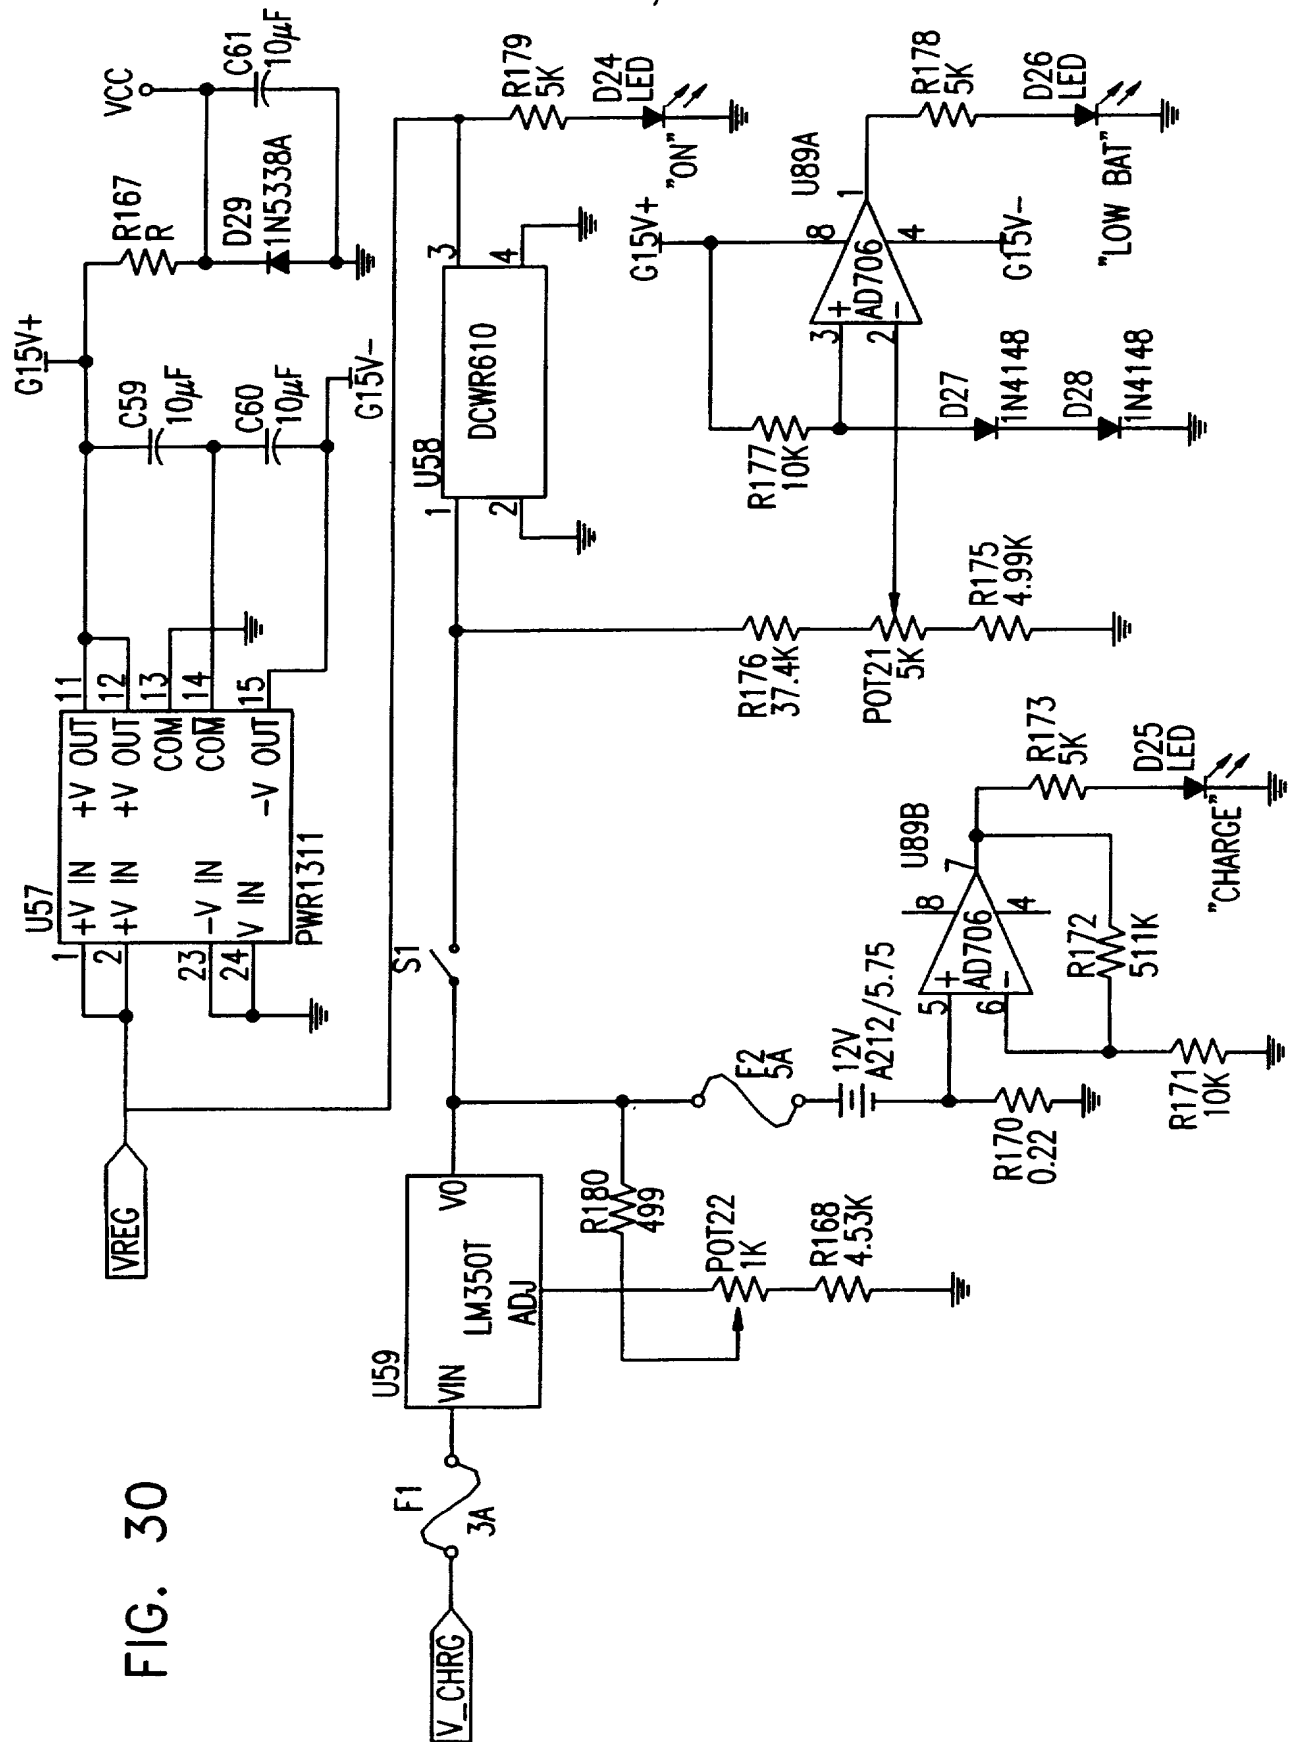 FIG. 30
VREG
U57
1
2
23
24
+V IN
+V IN
-V IN
V IN
+V OUT
+V OUT
COM
COM
-V OUT
11
12
13
14
15
PWR1311
G15V+
C59
10µF
C60
10µF
G15V-
R167
R
D29
1N5338A
VCC
C61
10µF
V_CHRG
F1
3A
U59
VIN
VO
LM350T
ADJ
S1
U58
1
2
3
4
DCWR610
R179
5K
D24
LED
"ON"
R180
499
POT22
1K
R168
4.53K
F2
5A
12V
A212/5.75
R170
0.22
U89B
5
6
7
8
4
+
-
AD706
R172
511K
R171
10K
R173
5K
D25
LED
"CHARGE"
R176
37.4K
POT21
5K
R175
4.99K
R177
10K
D27
1N4148
D28
1N4148
G15V+
U89A
3
2
8
1
4
+
-
AD706
G15V-
R178
5K
D26
LED
"LOW BAT"